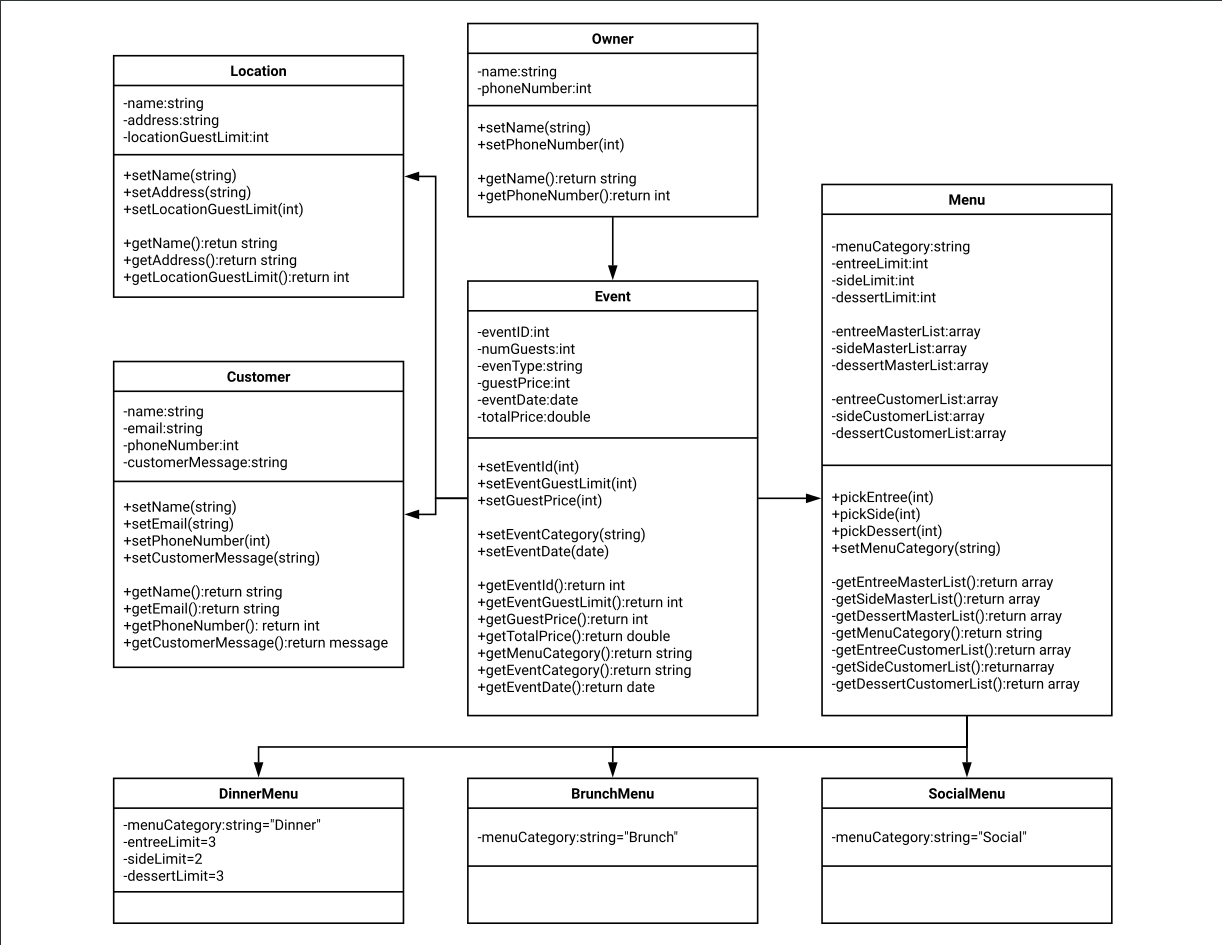 Owner
-name:string
-phoneNumber:int
+setName(string)
+setPhoneNumber(int)
+getName():return string
+getPhoneNumber():return int
Location
-name:string
-address:string
-locationGuestLimit:int
+setName(string)
+setAddress(string)
+setLocationGuestLimit(int)
+getName():retun string
+getAddress():return string
+getLocationGuestLimit():return int
Customer
-name:string
-email:string
-phoneNumber:int
-customerMessage:string
+setName(string)
+setEmail(string)
+setPhoneNumber(int)
+setCustomerMessage(string)
+getName():return string
+getEmail():return string
+getPhoneNumber(): return int
+getCustomerMessage():return message
Event
-eventID:int
-numGuests:int
-evenType:string
-guestPrice:int
-eventDate:date
-totalPrice:double
+setEventId(int)
+setEventGuestLimit(int)
+setGuestPrice(int)
+setEventCategory(string)
+setEventDate(date)
+getEventId():return int
+getEventGuestLimit():return int
+getGuestPrice():return int
+getTotalPrice():return double
+getMenuCategory():return string
+getEventCategory():return string
+getEventDate():return date
Menu
-menuCategory:string
-entreeLimit:int
-sideLimit:int
-dessertLimit:int
-entreeMasterList:array
-sideMasterList:array
-dessertMasterList:array
-entreeCustomerList:array
-sideCustomerList:array
-dessertCustomerList:array
+pickEntree(int)
+pickSide(int)
+pickDessert(int)
+setMenuCategory(string)
-getEntreeMasterList():return array
-getSideMasterList():return array
-getDessertMasterList():return array
-getMenuCategory():return string
-getEntreeCustomerList():return array
-getSideCustomerList():returnarray
-getDessertCustomerList():return array
DinnerMenu
-menuCategory:string="Dinner"
-entreeLimit=3
-sideLimit=2
-dessertLimit=3
BrunchMenu
-menuCategory:string="Brunch"
SocialMenu
-menuCategory:string="Social"